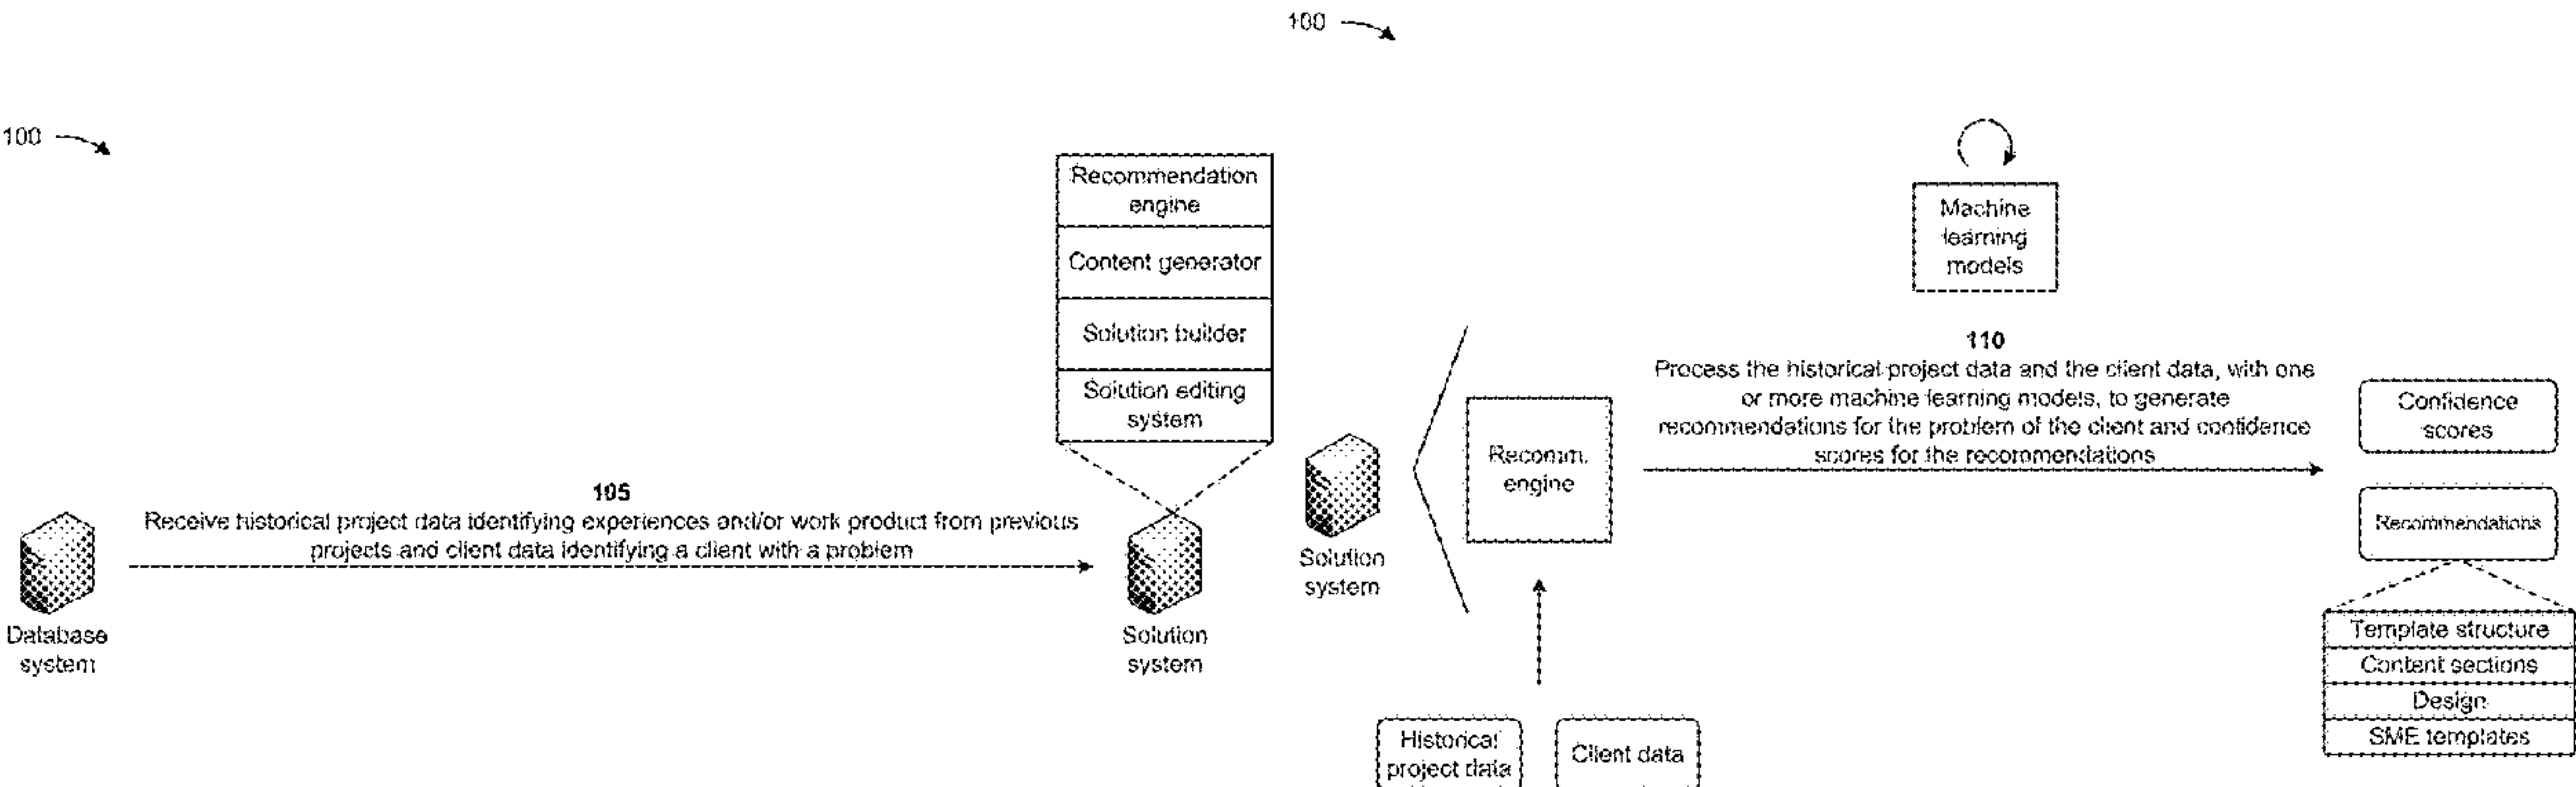 100
Recommendation
engine
Content generator
Solution builder
Solution editing
system
105
Receive historical project data identifying experiences and/or work product from previous
projects and client data identifying a client with a problem
Database
system
Solution
system
100
Machine
learning
models
110
Process the historical project data and the client data, with one
or more machine learning models, to generate
recommendations for the problem of the client and confidence
scores for the recommendations
Solution
system
Recomm.
engine
Historical
project data
Client data
Confidence
scores
Recommendations
Template structure
Content sections
Design
SME templates